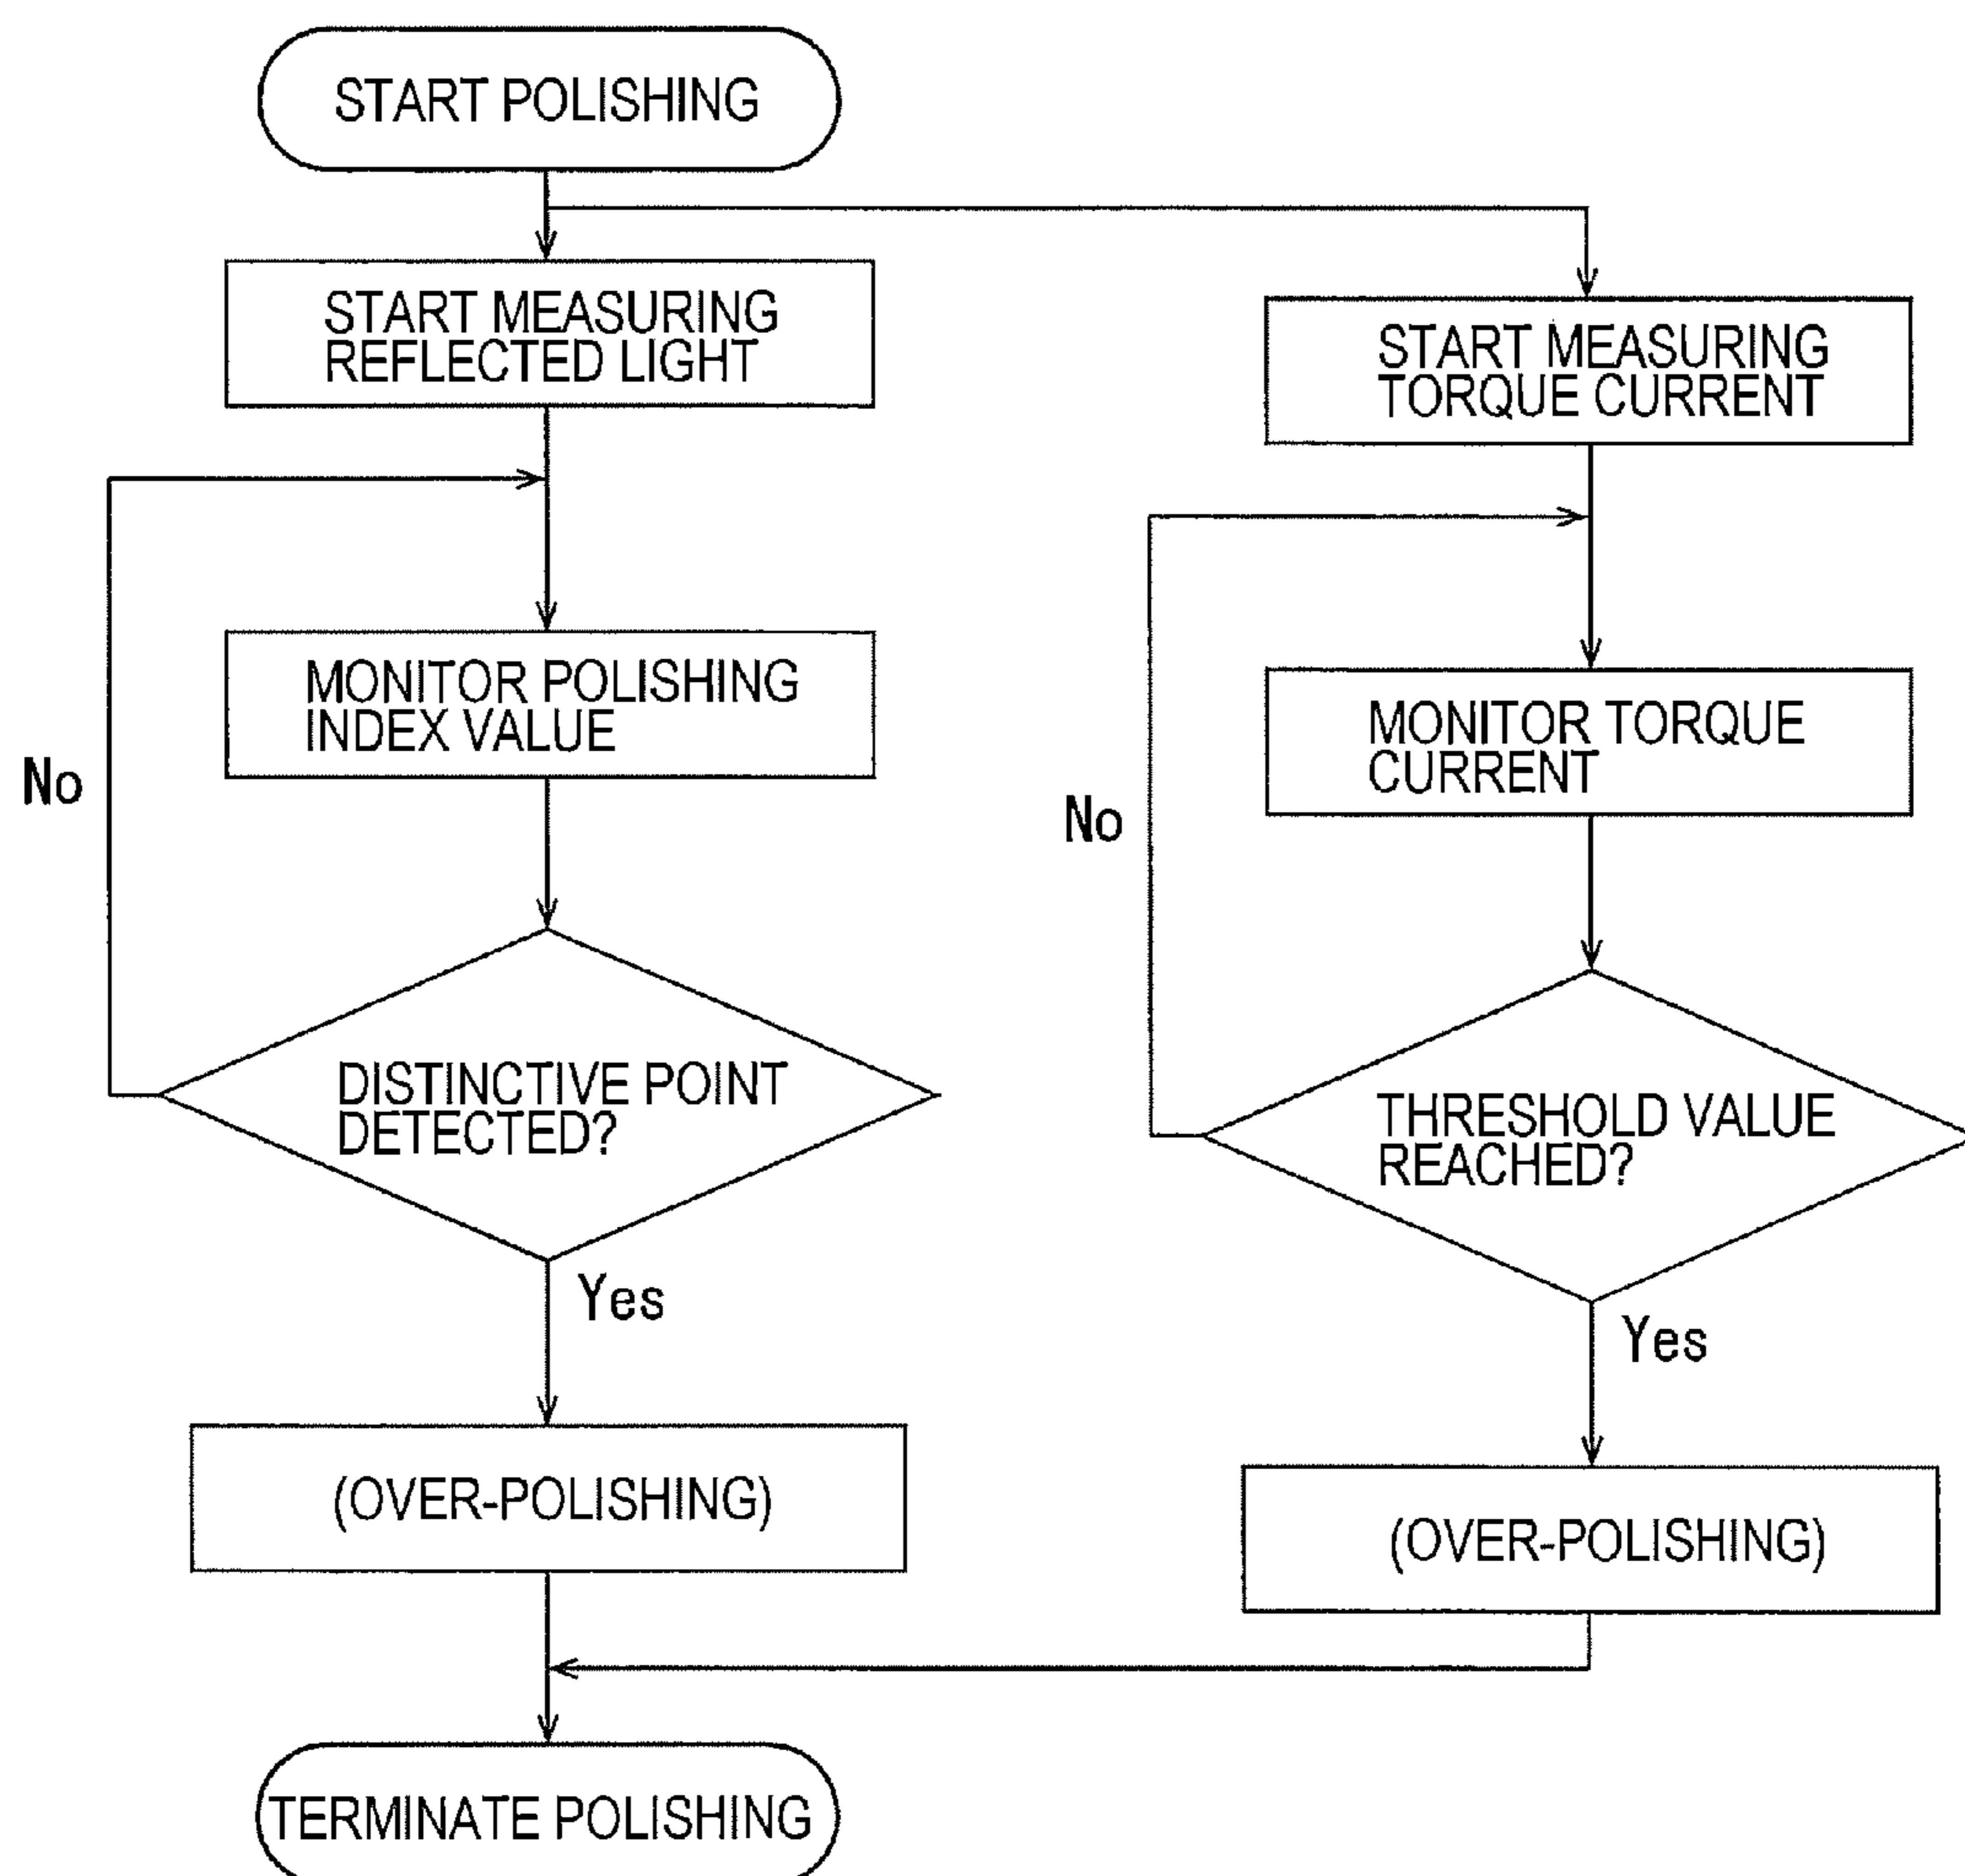 START POLISHING
START MEASURING
REFLECTED LIGHT
START MEASURING
TORQUE CURRENT
MONITOR POLISHING
INDEX VALUE
MONITOR TORQUE
CURRENT
No
No
DISTINCTIVE POINT
DETECTED?
THRESHOLD VALUE
REACHED?
Yes
Yes
(OVER-POLISHING)
(OVER-POLISHING)
TERMINATE POLISHING